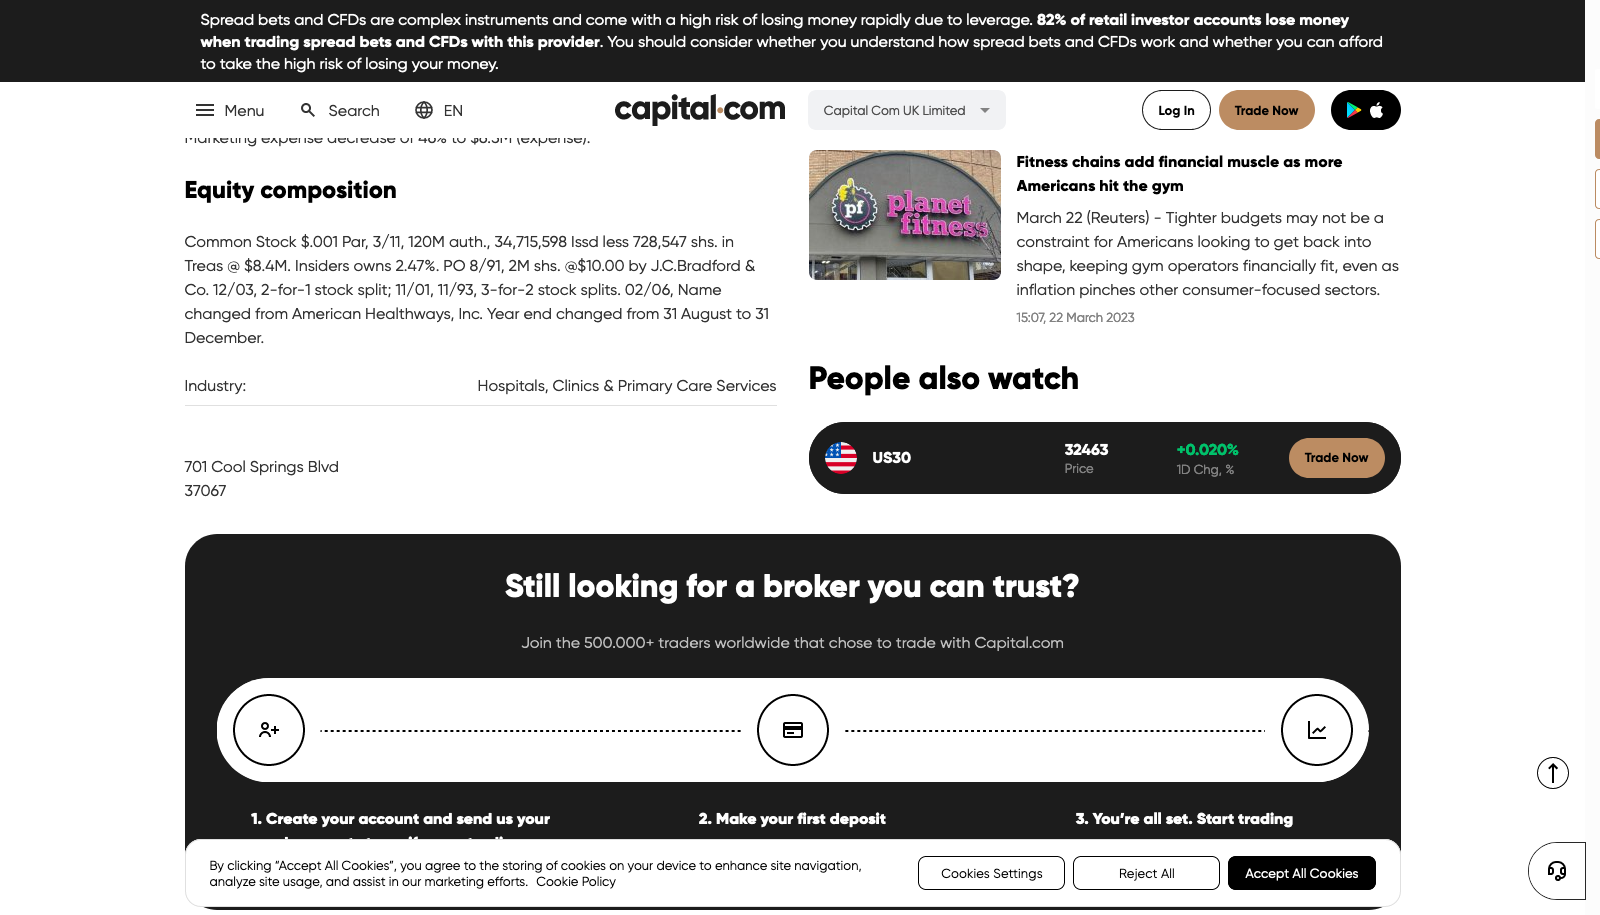 Spread bets and CFDs are complex instruments and come with a high risk of losing money rapidly due to leverage. 82% of retail investor accounts lose money
when trading spread bets and CFDs with this provider. You should consider whether you understand how spread bets and CFDs work and whether you can afford
to take the high risk of losing your money.
Menu
Search
EN
capital.com
Capital Com UK Limited
Log In
Trade Now
Marketing expense decrease of 46% to $6.5M (expense).
Equity composition
Common Stock $.001 Par, 3/11, 120M auth., 34,715,598 Issd less 728,547 shs. in
Treas @ $8.4M. Insiders owns 2.47%. PO 8/91, 2M shs. @$10.00 by J.C.Bradford &
Co. 12/03, 2-for-1 stock split; 11/01, 11/93, 3-for-2 stock splits. 02/06, Name
changed from American Healthways, Inc. Year end changed from 31 August to 31
December.
Industry:
Hospitals, Clinics & Primary Care Services
701 Cool Springs Blvd
37067
pf
planet
fitness
Fitness chains add financial muscle as more
Americans hit the gym
March 22 (Reuters) - Tighter budgets may not be a
constraint for Americans looking to get back into
shape, keeping gym operators financially fit, even as
inflation pinches other consumer-focused sectors.
15:07, 22 March 2023
People also watch
US30
32463
Price
+0.020%
1D Chg, %
Trade Now
Still looking for a broker you can trust?
Join the 500.000+ traders worldwide that chose to trade with Capital.com
1. Create your account and send us your
2. Make your first deposit
3. You're all set. Start trading
By clicking "Accept All Cookies", you agree to the storing of cookies on your device to enhance site navigation,
analyze site usage, and assist in our marketing efforts. Cookie Policy
Cookies Settings
Reject All
Accept All Cookies